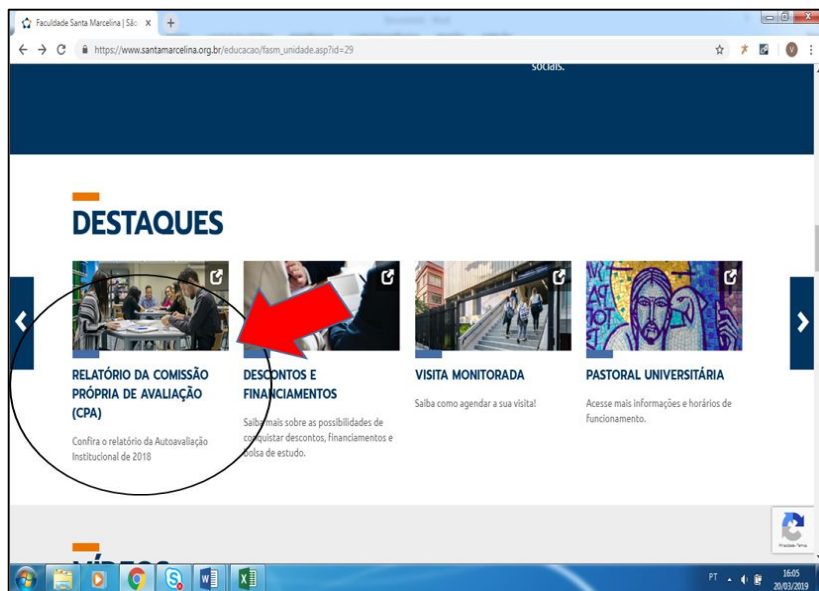 Faculdade Santa Marcelina | São
https://www.santamarcelina.org.br/educacao/fasm_unidade.asp?id=29
V
sociais.
DESTAQUES
RELATÓRIO DA COMISSÃO
PRÓPRIA DE AVALIAÇÃO
(CPA)
Confira o relatório da Autoavaliação
Institucional de 2018
DESCONTOS E
FINANCIAMENTOS
Saiba mais sobre as possibilidades de
conquistar descontos, financiamentos e
bolsa de estudo.
VISITA MONITORADA
Saiba como agendar a sua visita!
PASTORAL UNIVERSITÁRIA
Acesse mais informações e horários de
funcionamento.
VÍDEOS
PT
16:05
20/03/2019